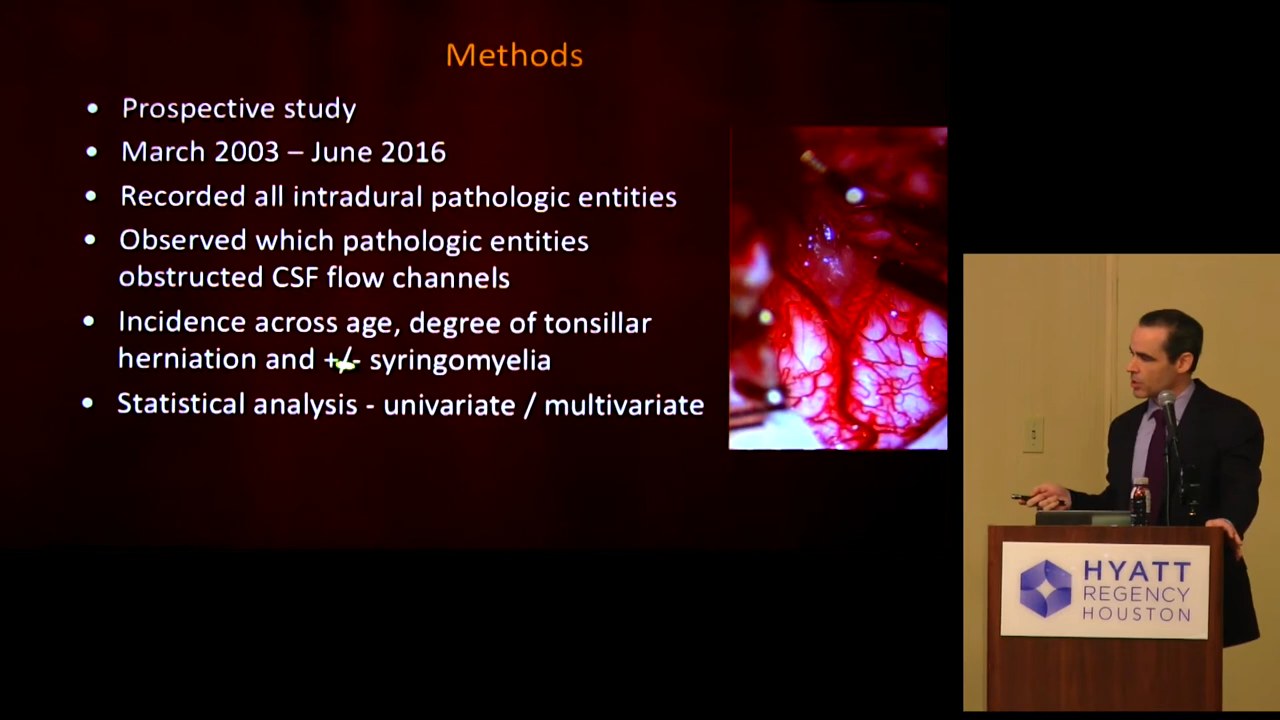 Methods
• Prospective study
• March 2003 – June 2016
• Recorded all intradural pathologic entities
• Observed which pathologic entities
obstructed CSF flow channels
• Incidence across age, degree of tonsillar
herniation and +/- syringomyelia
• Statistical analysis - univariate / multivariate
HYATT
REGENCY
HOUSTON